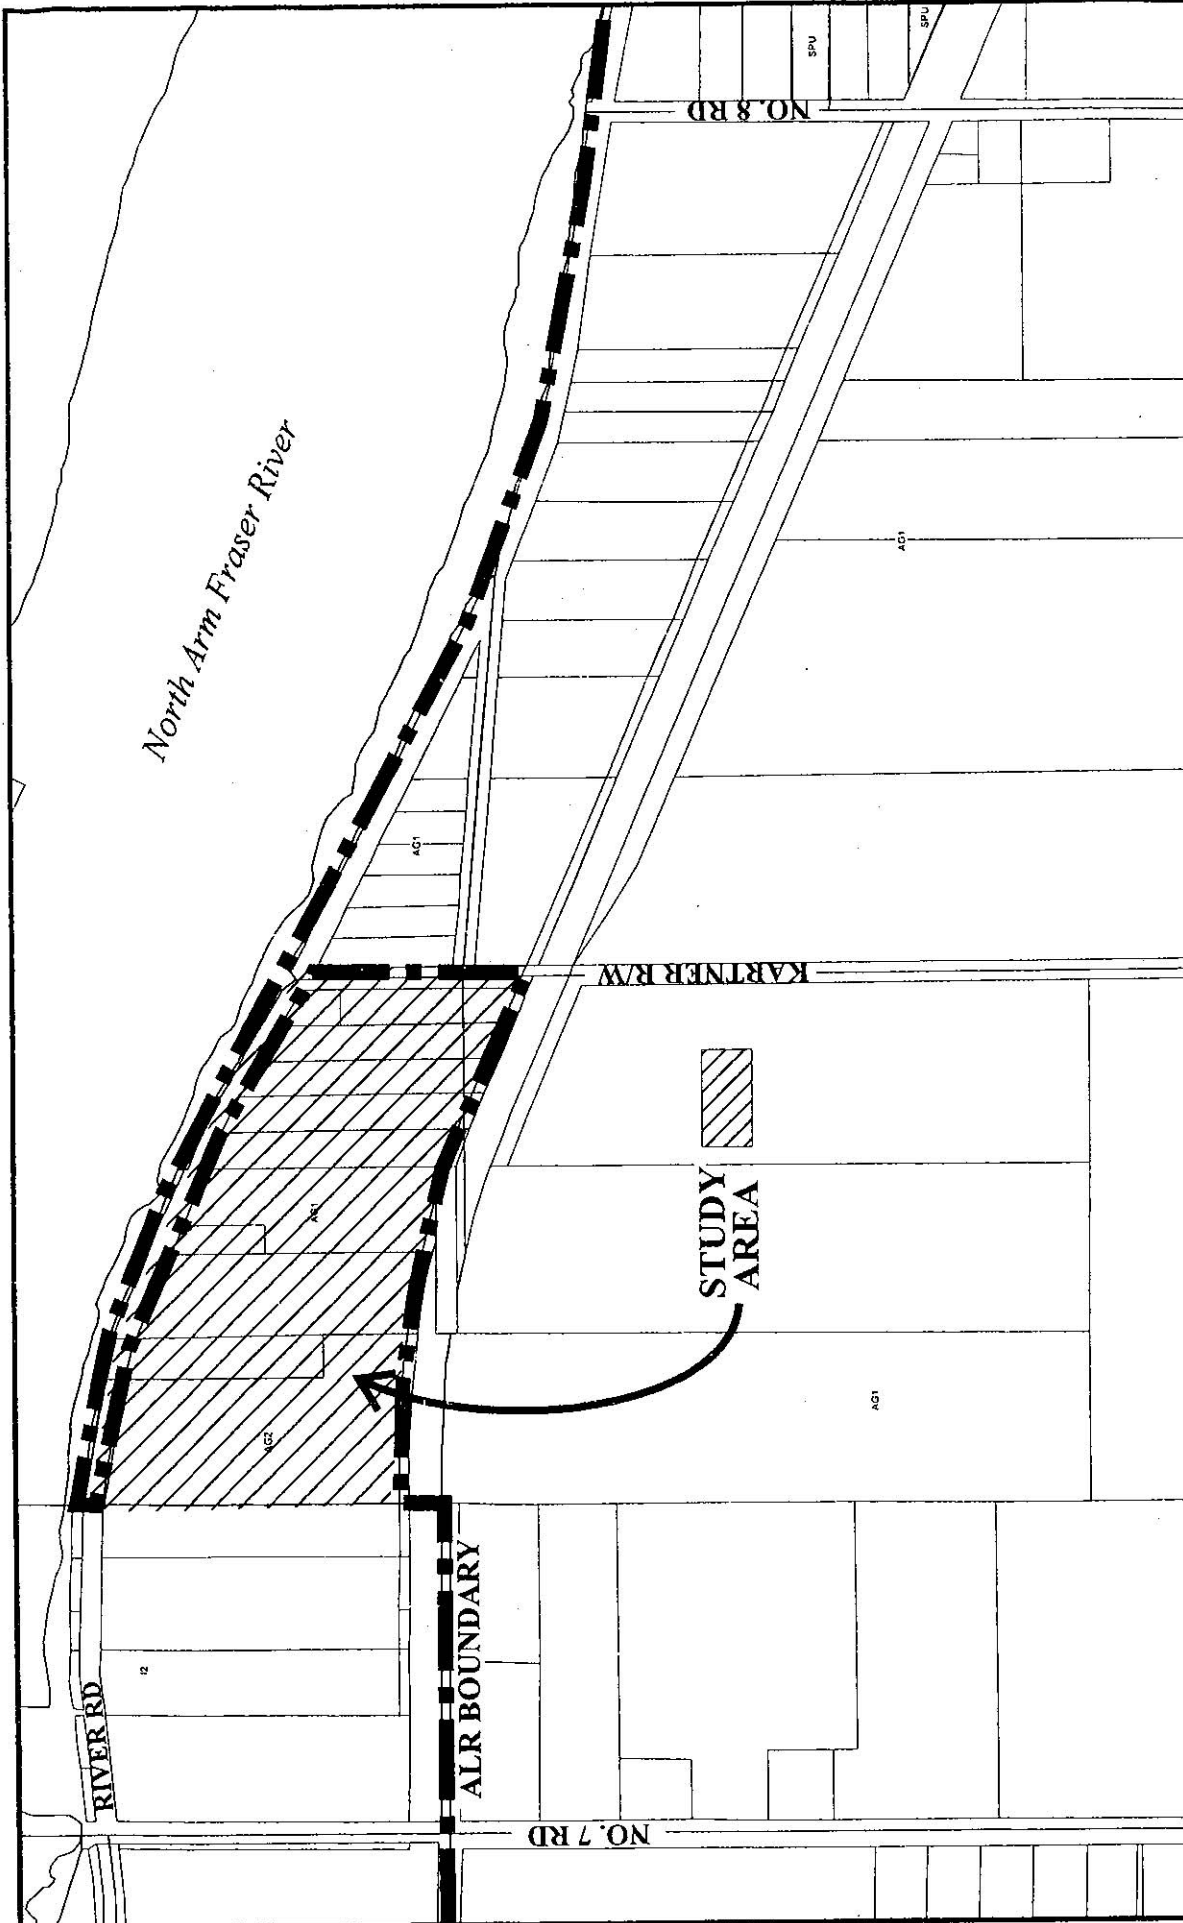 SPU
SPU
NO. 8 RD
North Arm Fraser River
AG1
AG1
KARTNER R/W
AG1
STUDY
AREA
AG2
AG1
RIVER RD
I2
ALR BOUNDARY
NO. 7 RD